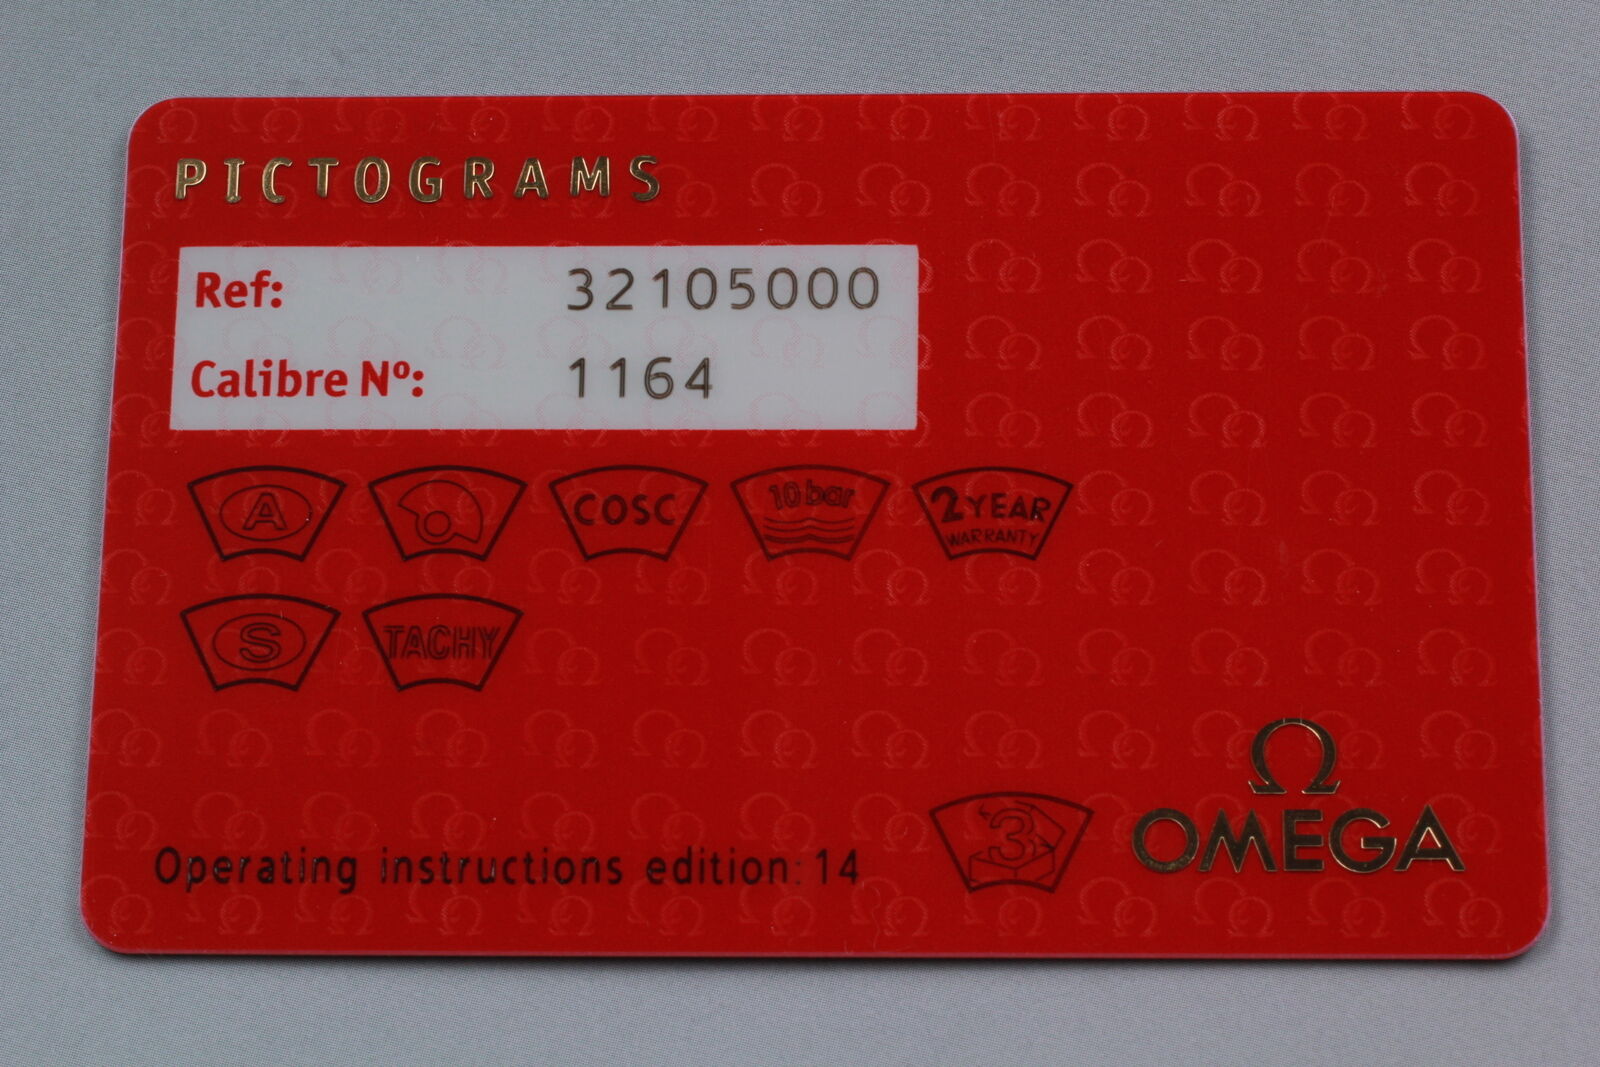 PICTOGRAMS
Ref: 32105000
Calibre Nº: 1164
A COSC 10 bar 2 YEAR WARRANTY
S TACHY
Operating instructions edition: 14
3
Ω
OMEGA